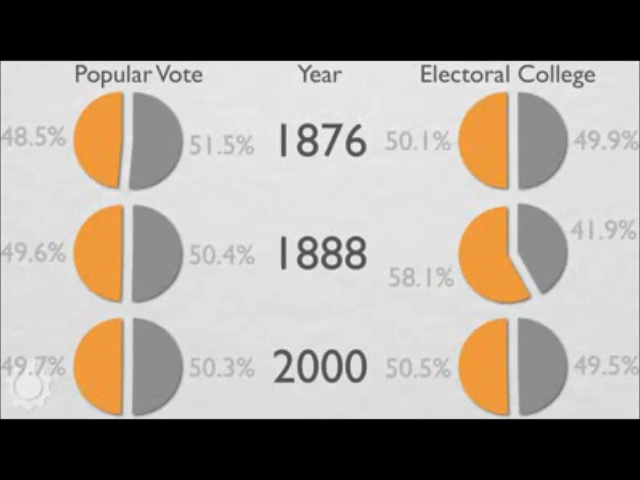 Popular Vote Year Electoral College
48.5% 51.5% 1876 50.1% 49.9%
49.6% 50.4% 1888 58.1% 41.9%
49.7% 50.3% 2000 50.5% 49.5%